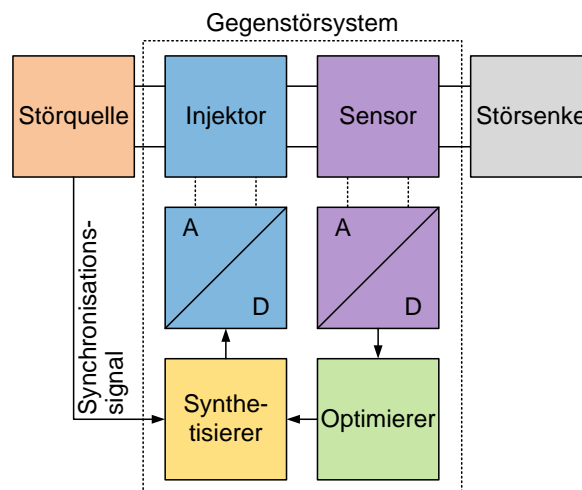 Gegenstörsystem
Störquelle
Injektor
Sensor
Störsenke
A
D
A
D
Synchronisations-
signal
Synthe-
tisierer
Optimierer